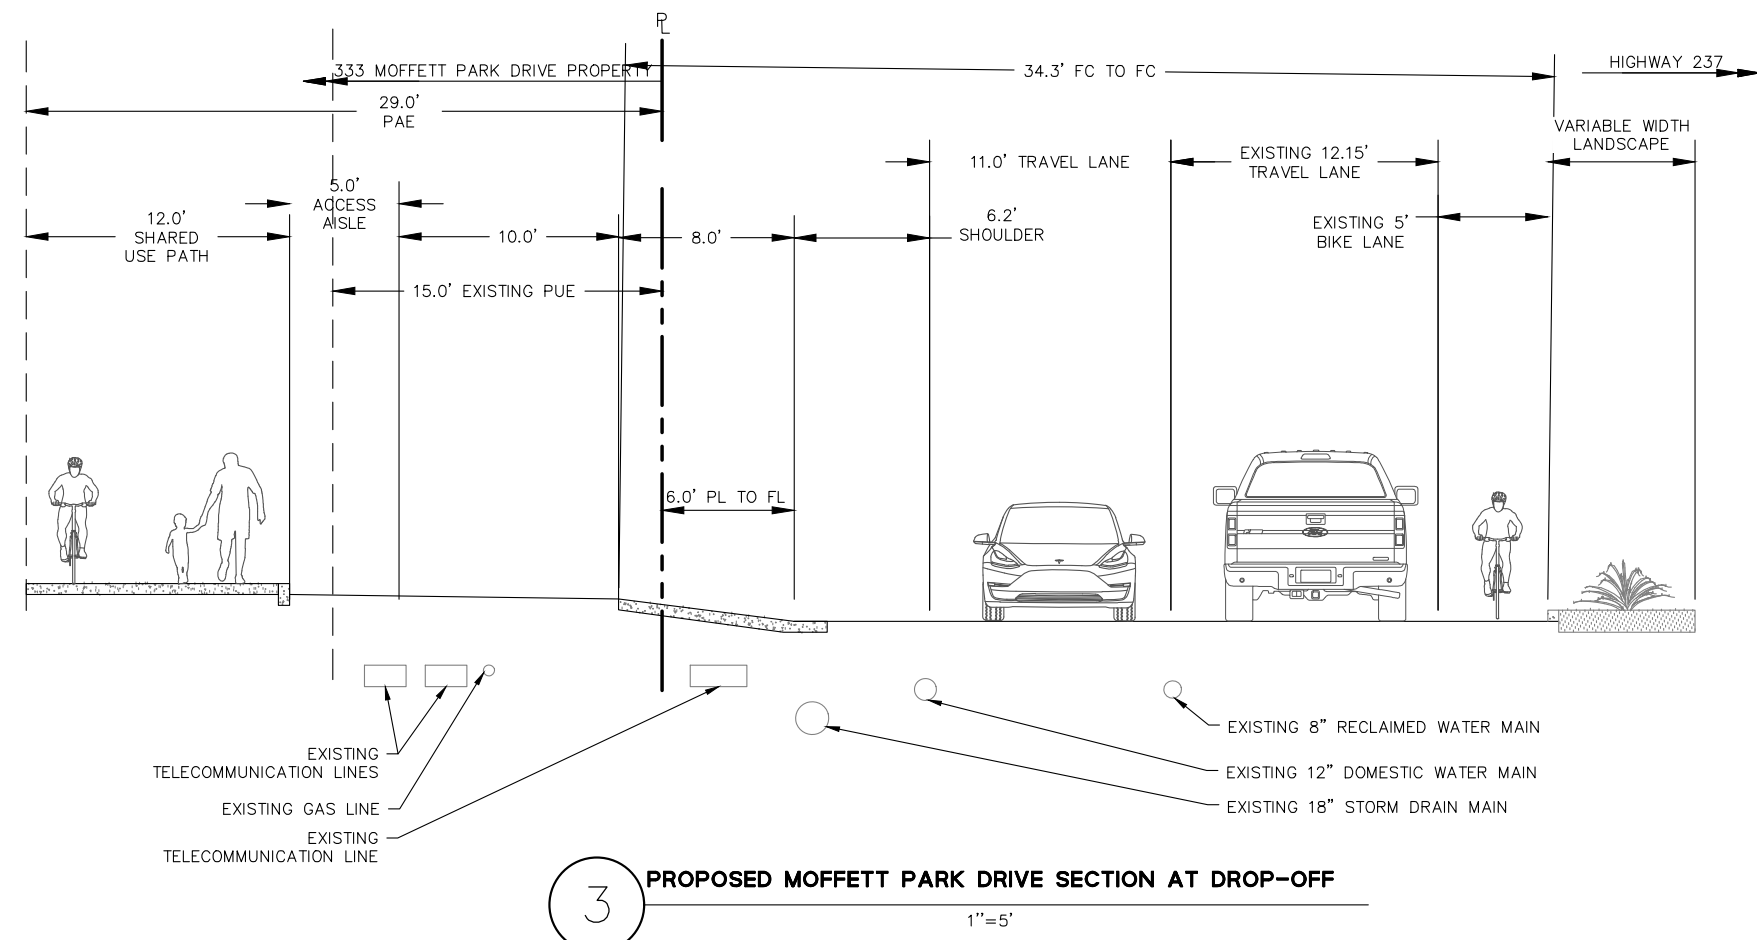 PL
333 MOFFETT PARK DRIVE PROPERTY
34.3' FC TO FC
HIGHWAY 237
29.0'
PAE
VARIABLE WIDTH
LANDSCAPE
11.0' TRAVEL LANE
EXISTING 12.15'
TRAVEL LANE
5.0'
ACCESS
AISLE
12.0'
SHARED
USE PATH
10.0'
8.0'
6.2'
SHOULDER
EXISTING 5'
BIKE LANE
15.0' EXISTING PUE
6.0' PL TO FL
EXISTING
TELECOMMUNICATION LINES
EXISTING GAS LINE
EXISTING
TELECOMMUNICATION LINE
EXISTING 8" RECLAIMED WATER MAIN
EXISTING 12" DOMESTIC WATER MAIN
EXISTING 18" STORM DRAIN MAIN
3
PROPOSED MOFFETT PARK DRIVE SECTION AT DROP-OFF
1"=5'